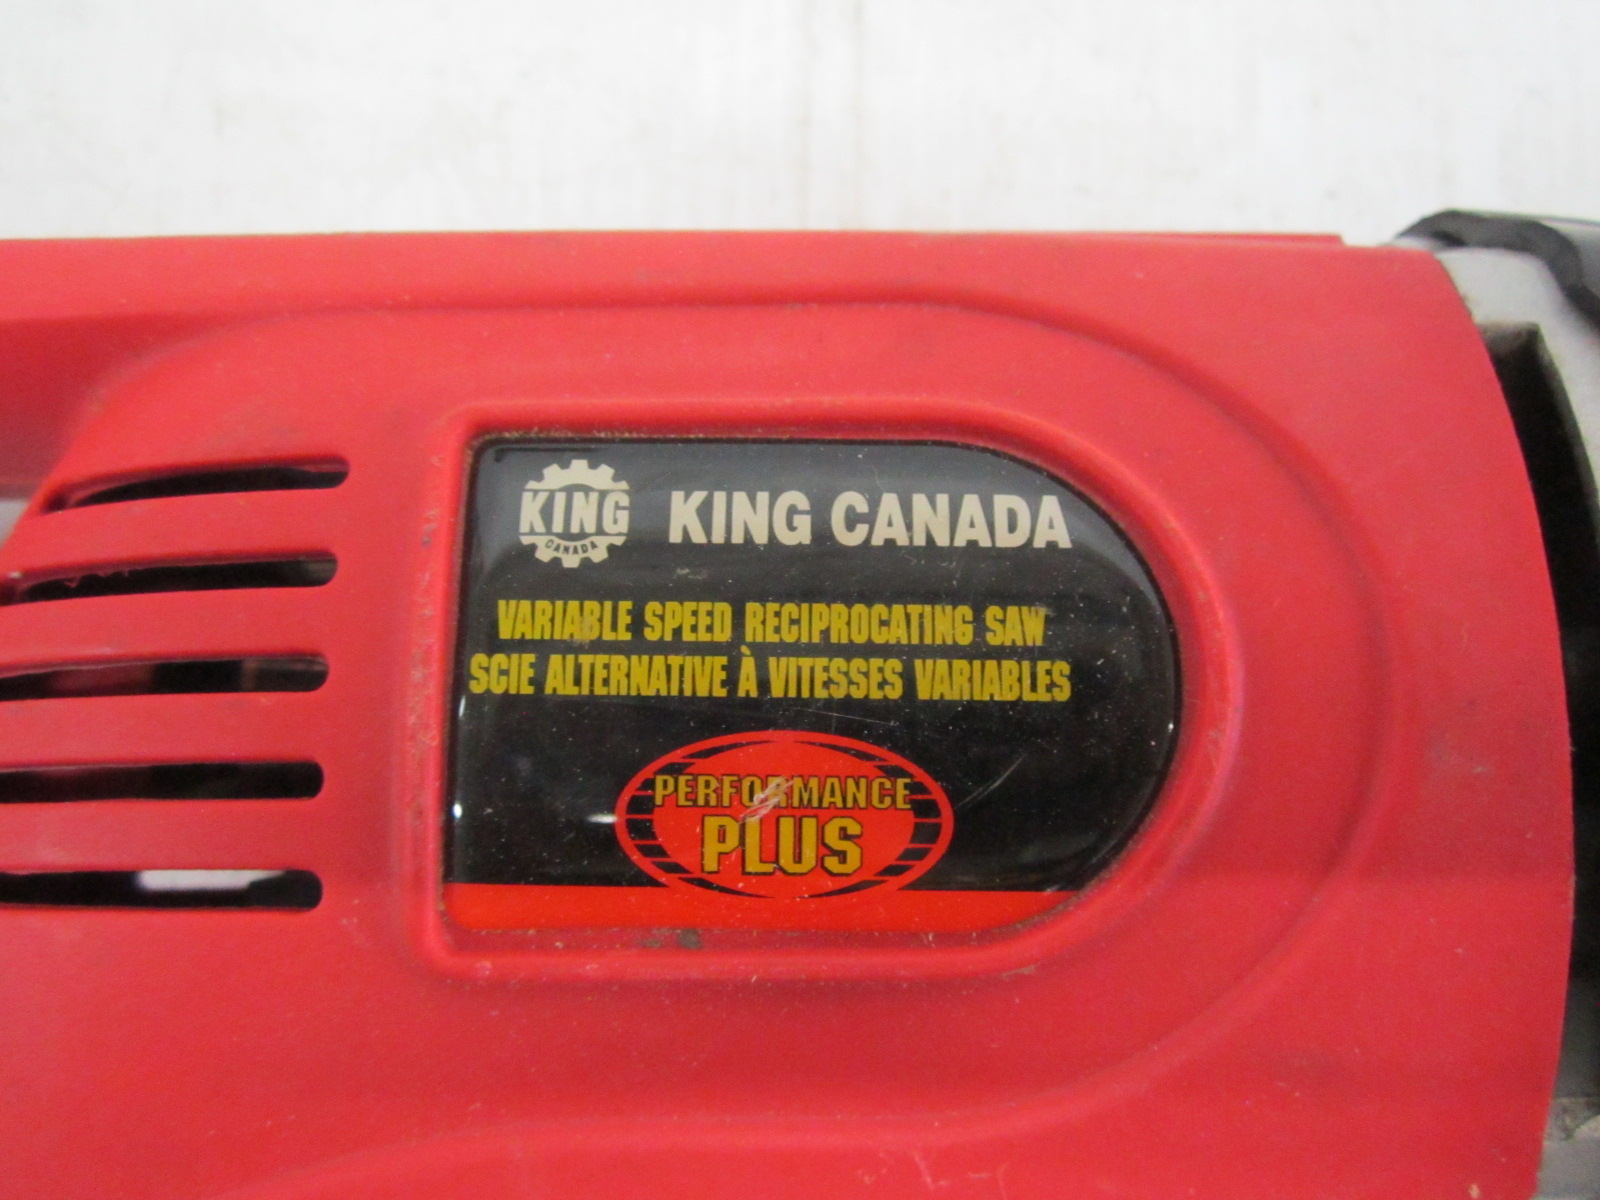 KING
CANADA
KING CANADA
VARIABLE SPEED RECIPROCATING SAW
SCIE ALTERNATIVE À VITESSES VARIABLES
PERFORMANCE
PLUS